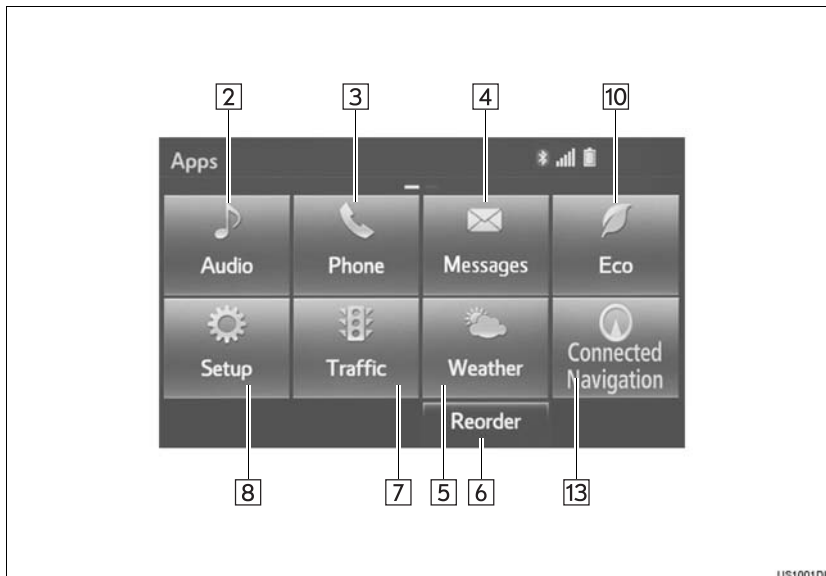 2 3 4 10
Apps
Audio Phone Messages Eco
Setup Traffic Weather Connected
Navigation
Reorder
8 7 5 6 13